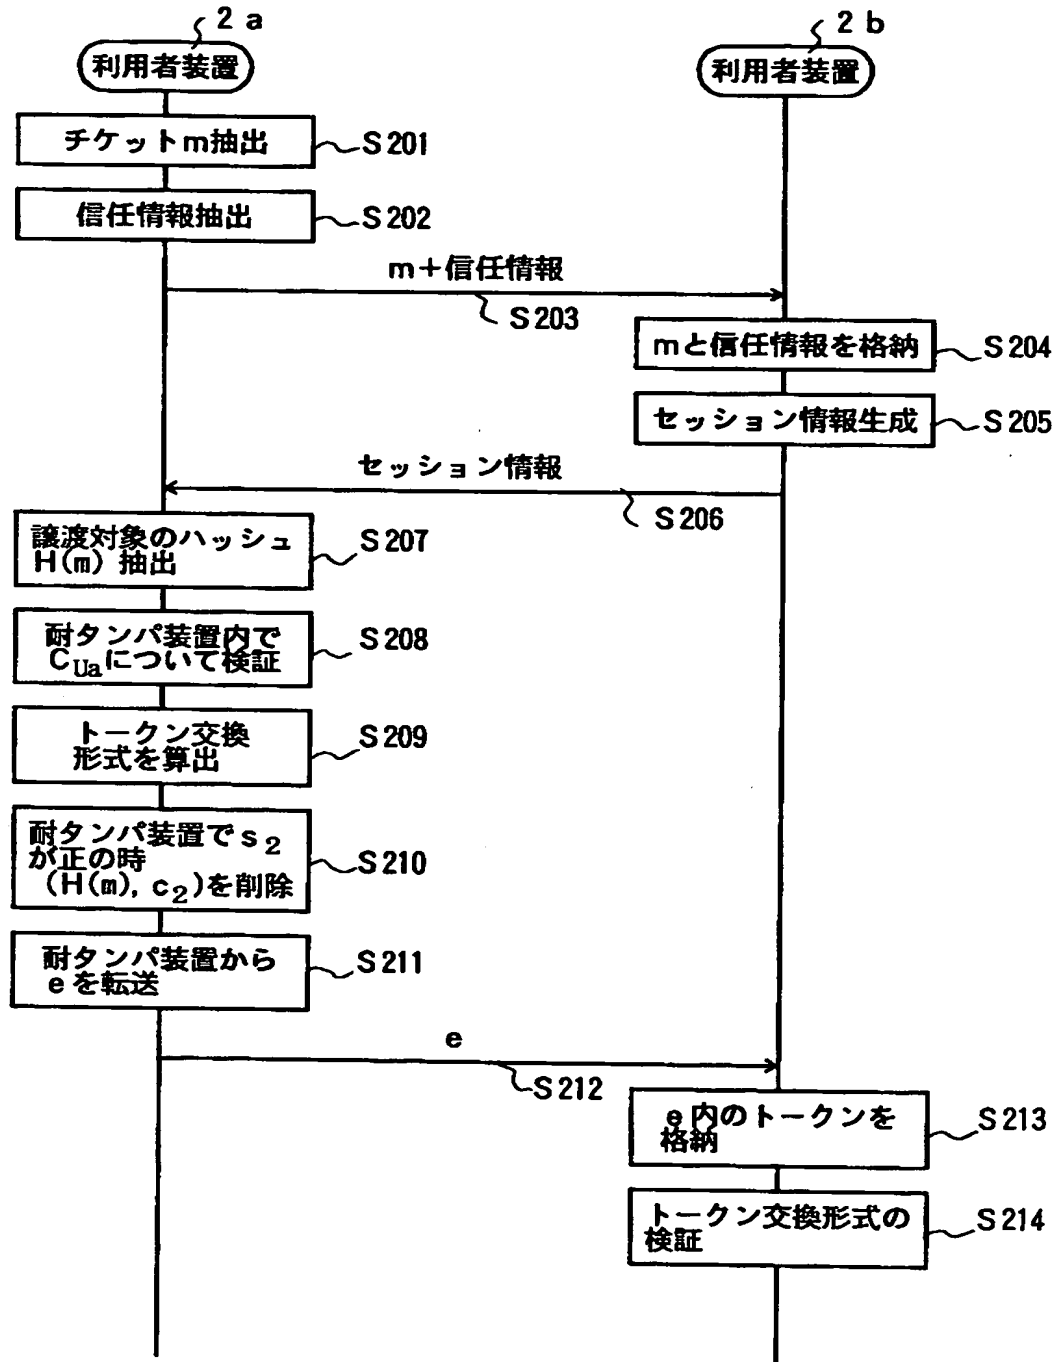 2a
利用者装置
2b
利用者装置
チケットm抽出
S201
信任情報抽出
S202
m+信任情報
S203
mと信任情報を格納
S204
セッション情報生成
S205
セッション情報
S206
譲渡対象のハッシュ
H(m) 抽出
S207
耐タンパ装置内で
CUaについて検証
S208
トークン交換
形式を算出
S209
耐タンパ装置でs2
が正の時
(H(m), c2)を削除
S210
耐タンパ装置から
eを転送
S211
e
S212
e内のトークンを
格納
S213
トークン交換形式の
検証
S214